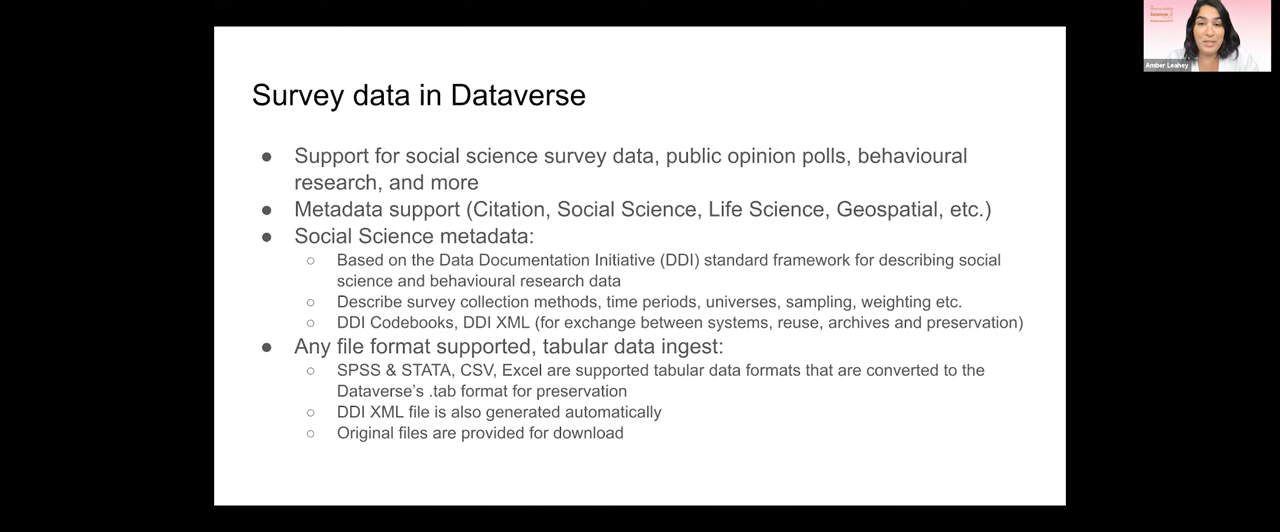 Survey data in Dataverse
● Support for social science survey data, public opinion polls, behavioural
research, and more
● Metadata support (Citation, Social Science, Life Science, Geospatial, etc.)
● Social Science metadata:
○ Based on the Data Documentation Initiative (DDI) standard framework for describing social
science and behavioural research data
○ Describe survey collection methods, time periods, universes, sampling, weighting etc.
○ DDI Codebooks, DDI XML (for exchange between systems, reuse, archives and preservation)
● Any file format supported, tabular data ingest:
○ SPSS & STATA, CSV, Excel are supported tabular data formats that are converted to the
Dataverse’s .tab format for preservation
○ DDI XML file is also generated automatically
○ Original files are provided for download
Amber Leahey